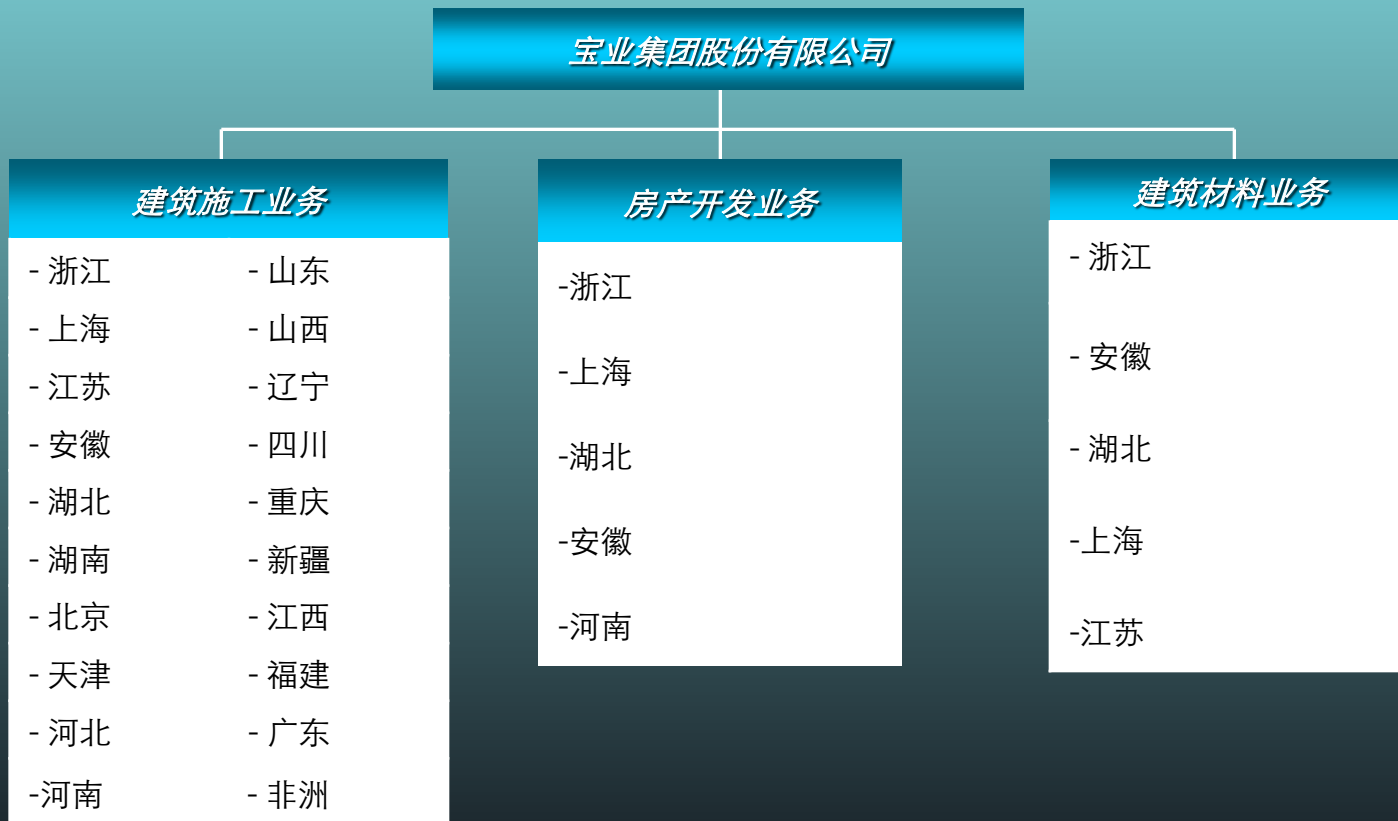 宝业集团股份有限公司
建筑施工业务
- 浙江
- 上海
- 江苏
- 安徽
- 湖北
- 湖南
- 北京
- 天津
- 河北
-河南
- 山东
- 山西
- 辽宁
- 四川
- 重庆
- 新疆
- 江西
- 福建
- 广东
- 非洲
房产开发业务
-浙江
-上海
-湖北
-安徽
-河南
建筑材料业务
- 浙江
- 安徽
- 湖北
-上海
-江苏